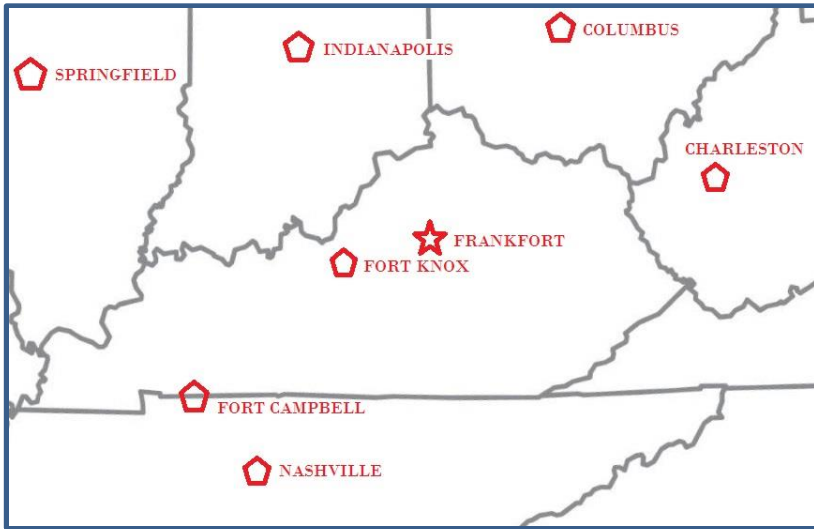 COLUMBUS
INDIANAPOLIS
SPRINGFIELD
CHARLESTON
FRANKFORT
FORT KNOX
FORT CAMPBELL
NASHVILLE